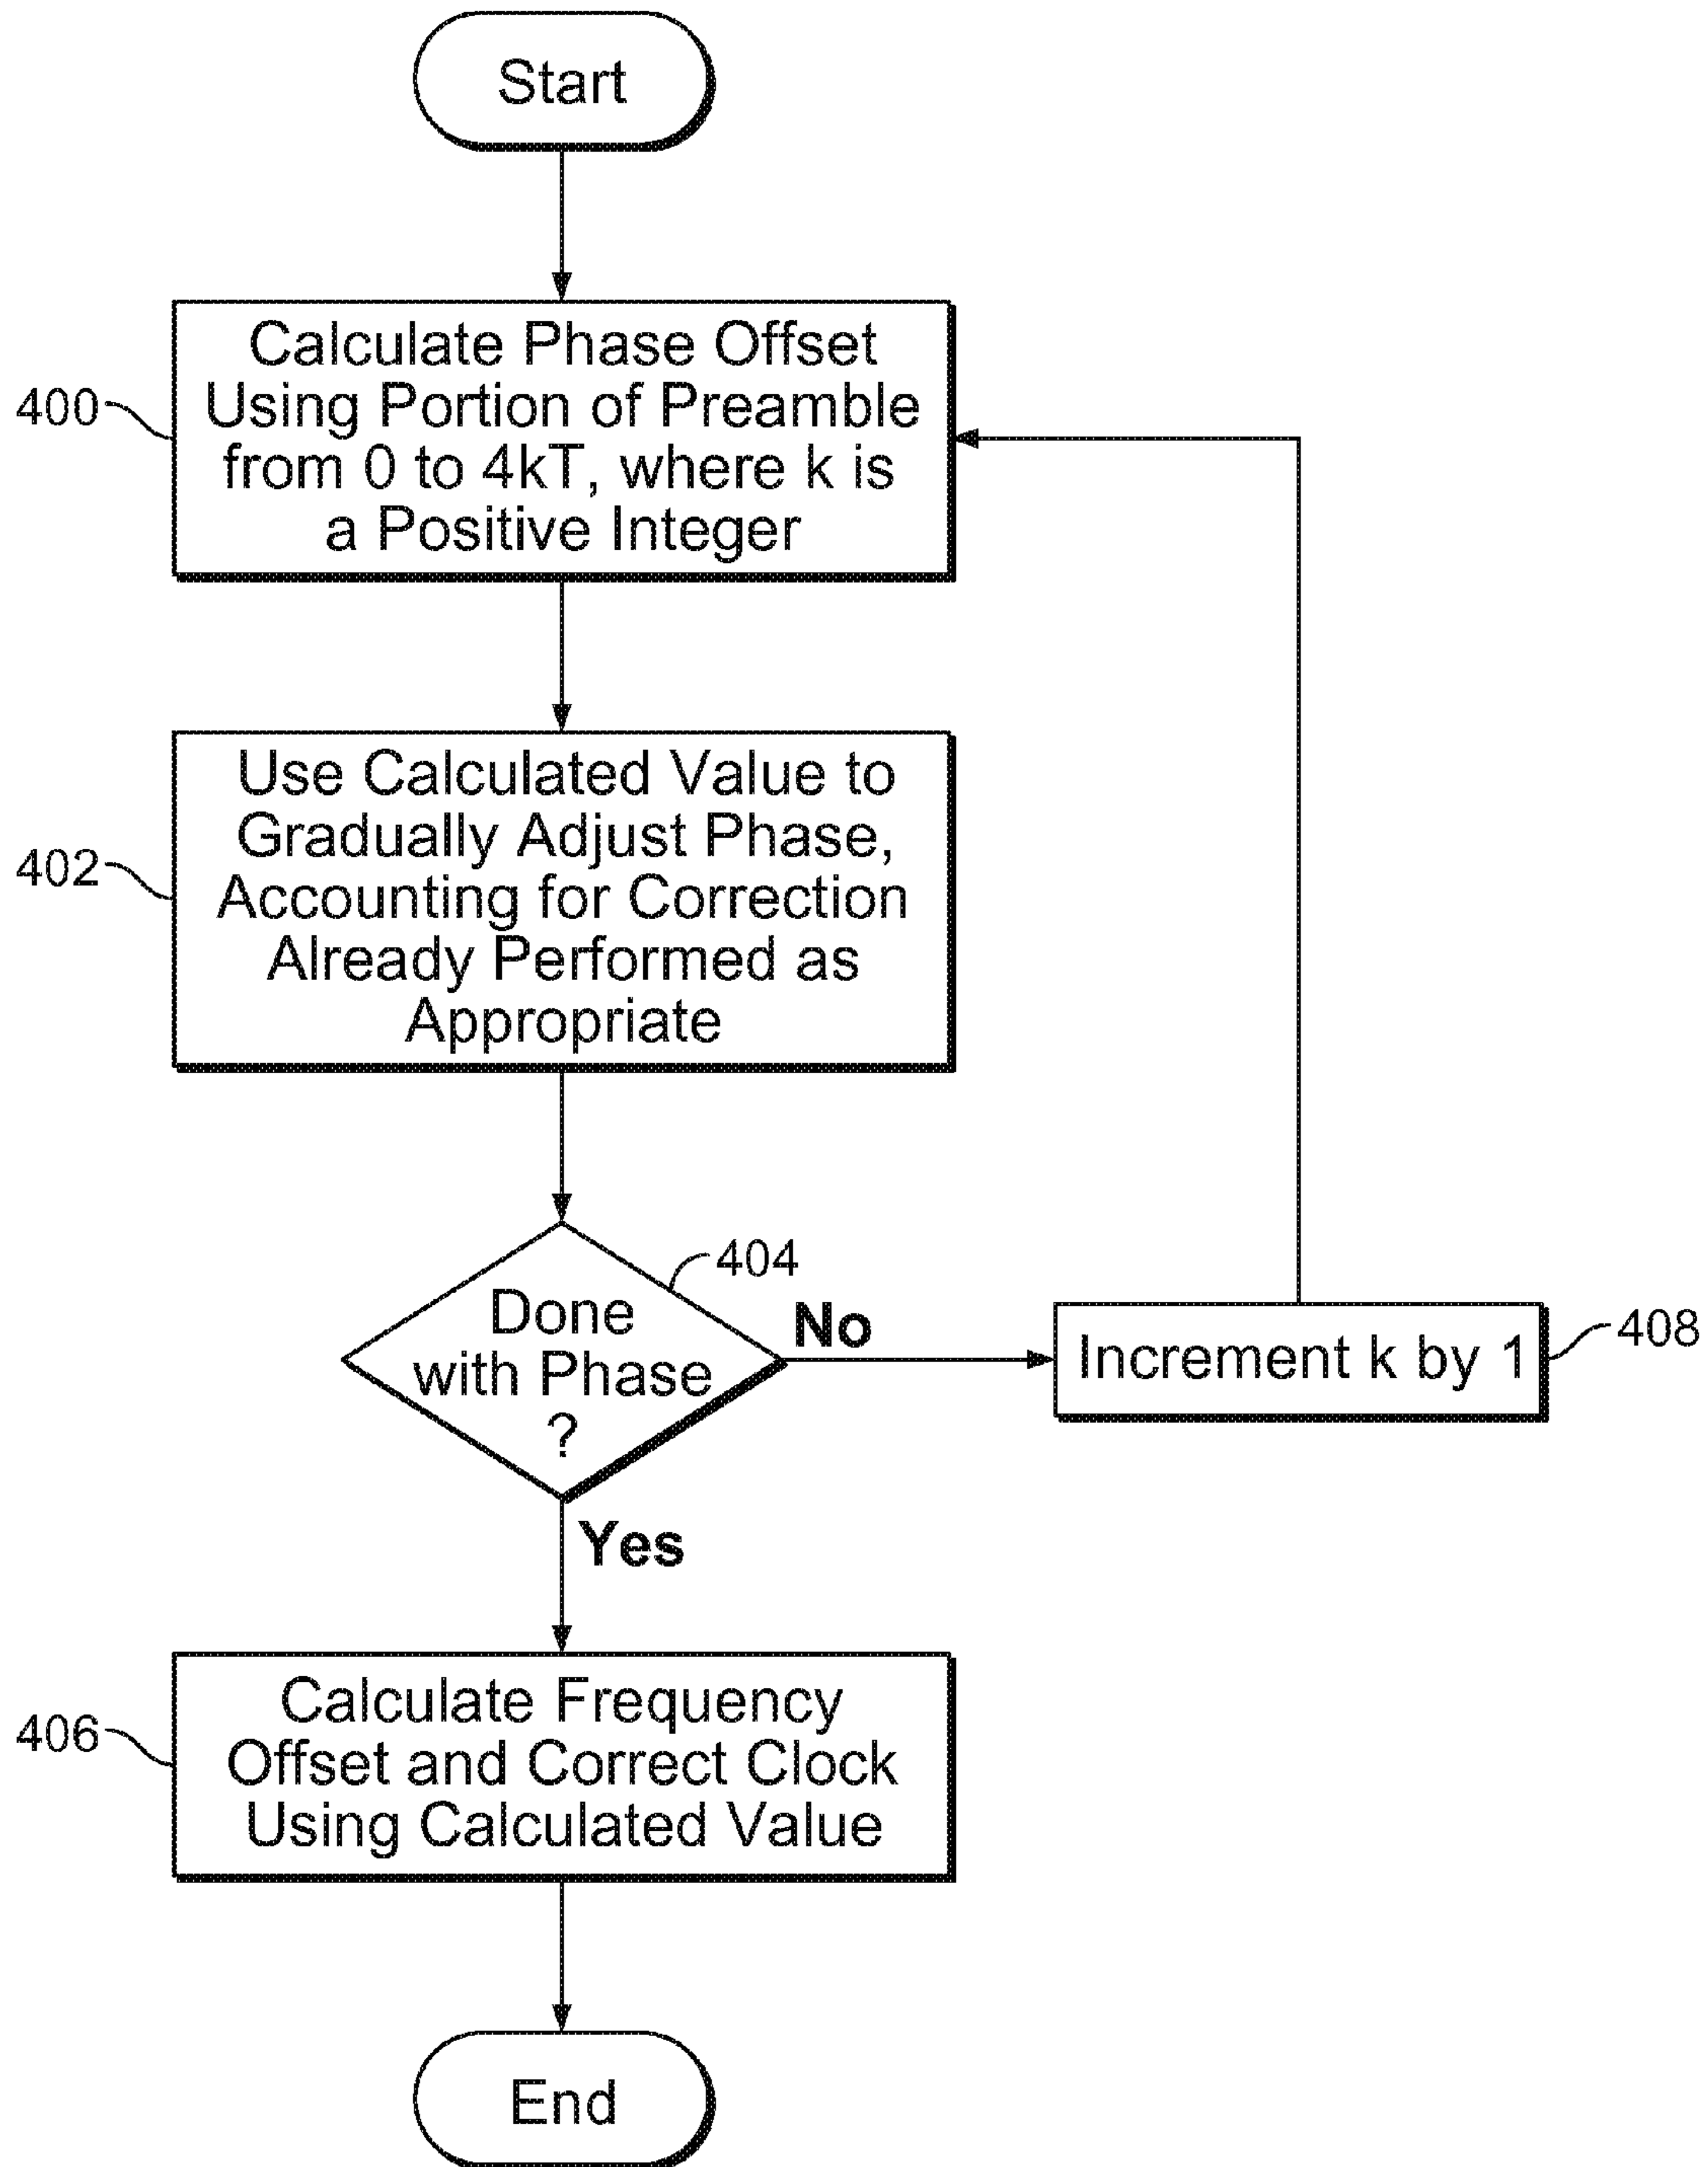 Start
400
Calculate Phase Offset
Using Portion of Preamble
from 0 to 4kT, where k is
a Positive Integer
402
Use Calculated Value to
Gradually Adjust Phase,
Accounting for Correction
Already Performed as
Appropriate
404
Done
with Phase
?
No
Increment k by 1
408
Yes
406
Calculate Frequency
Offset and Correct Clock
Using Calculated Value
End